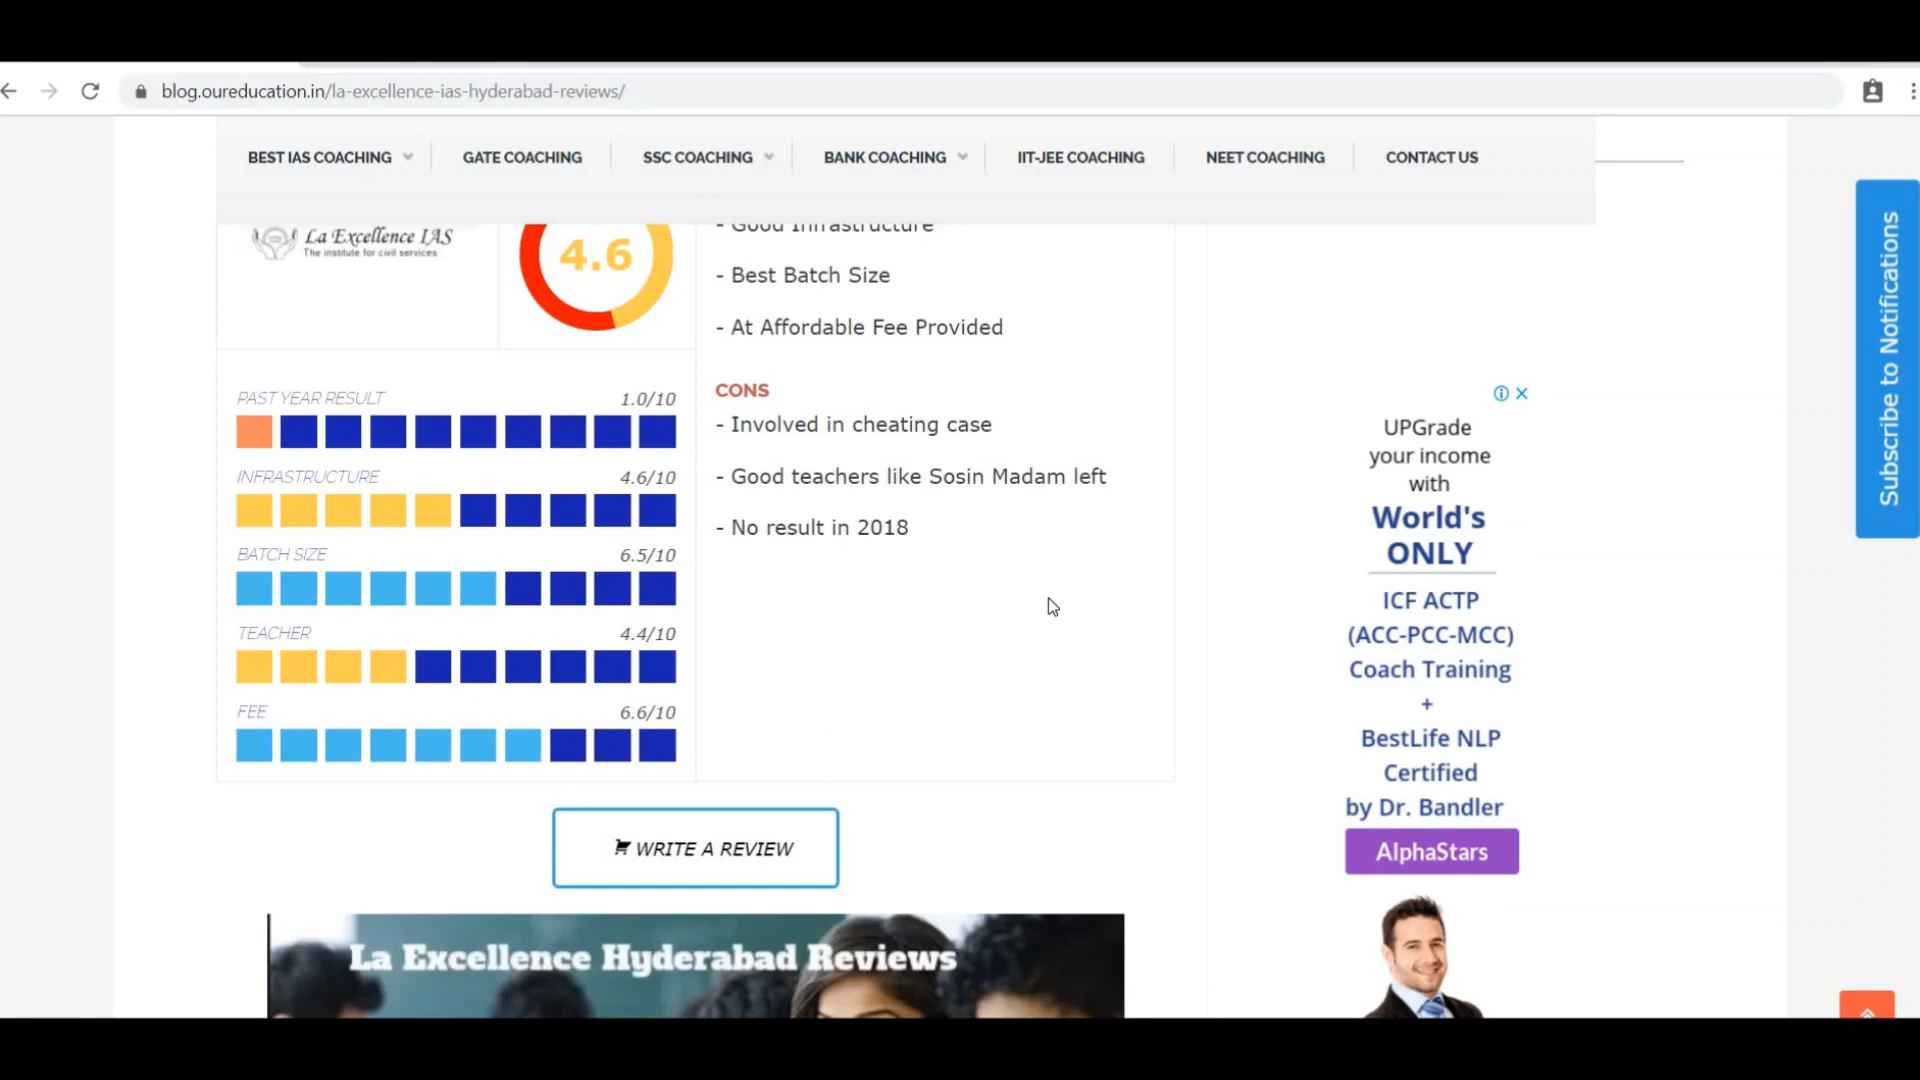 blog.oureducation.in/la-excellence-ias-hyderabad-reviews/
BEST IAS COACHING
GATE COACHING
SSC COACHING
BANK COACHING
IIT-JEE COACHING
NEET COACHING
CONTACT US
La Excellence IAS
The institute for civil services
4.6
- Good Infrastructure
- Best Batch Size
- At Affordable Fee Provided
PAST YEAR RESULT 1.0/10
INFRASTRUCTURE 4.6/10
BATCH SIZE 6.5/10
TEACHER 4.4/10
FEE 6.6/10
CONS
- Involved in cheating case
- Good teachers like Sosin Madam left
- No result in 2018
WRITE A REVIEW
La Excellence Hyderabad Reviews
UPGrade
your income
with
World's
ONLY
ICF ACTP
(ACC-PCC-MCC)
Coach Training
+
BestLife NLP
Certified
by Dr. Bandler
AlphaStars
Subscribe to Notifications